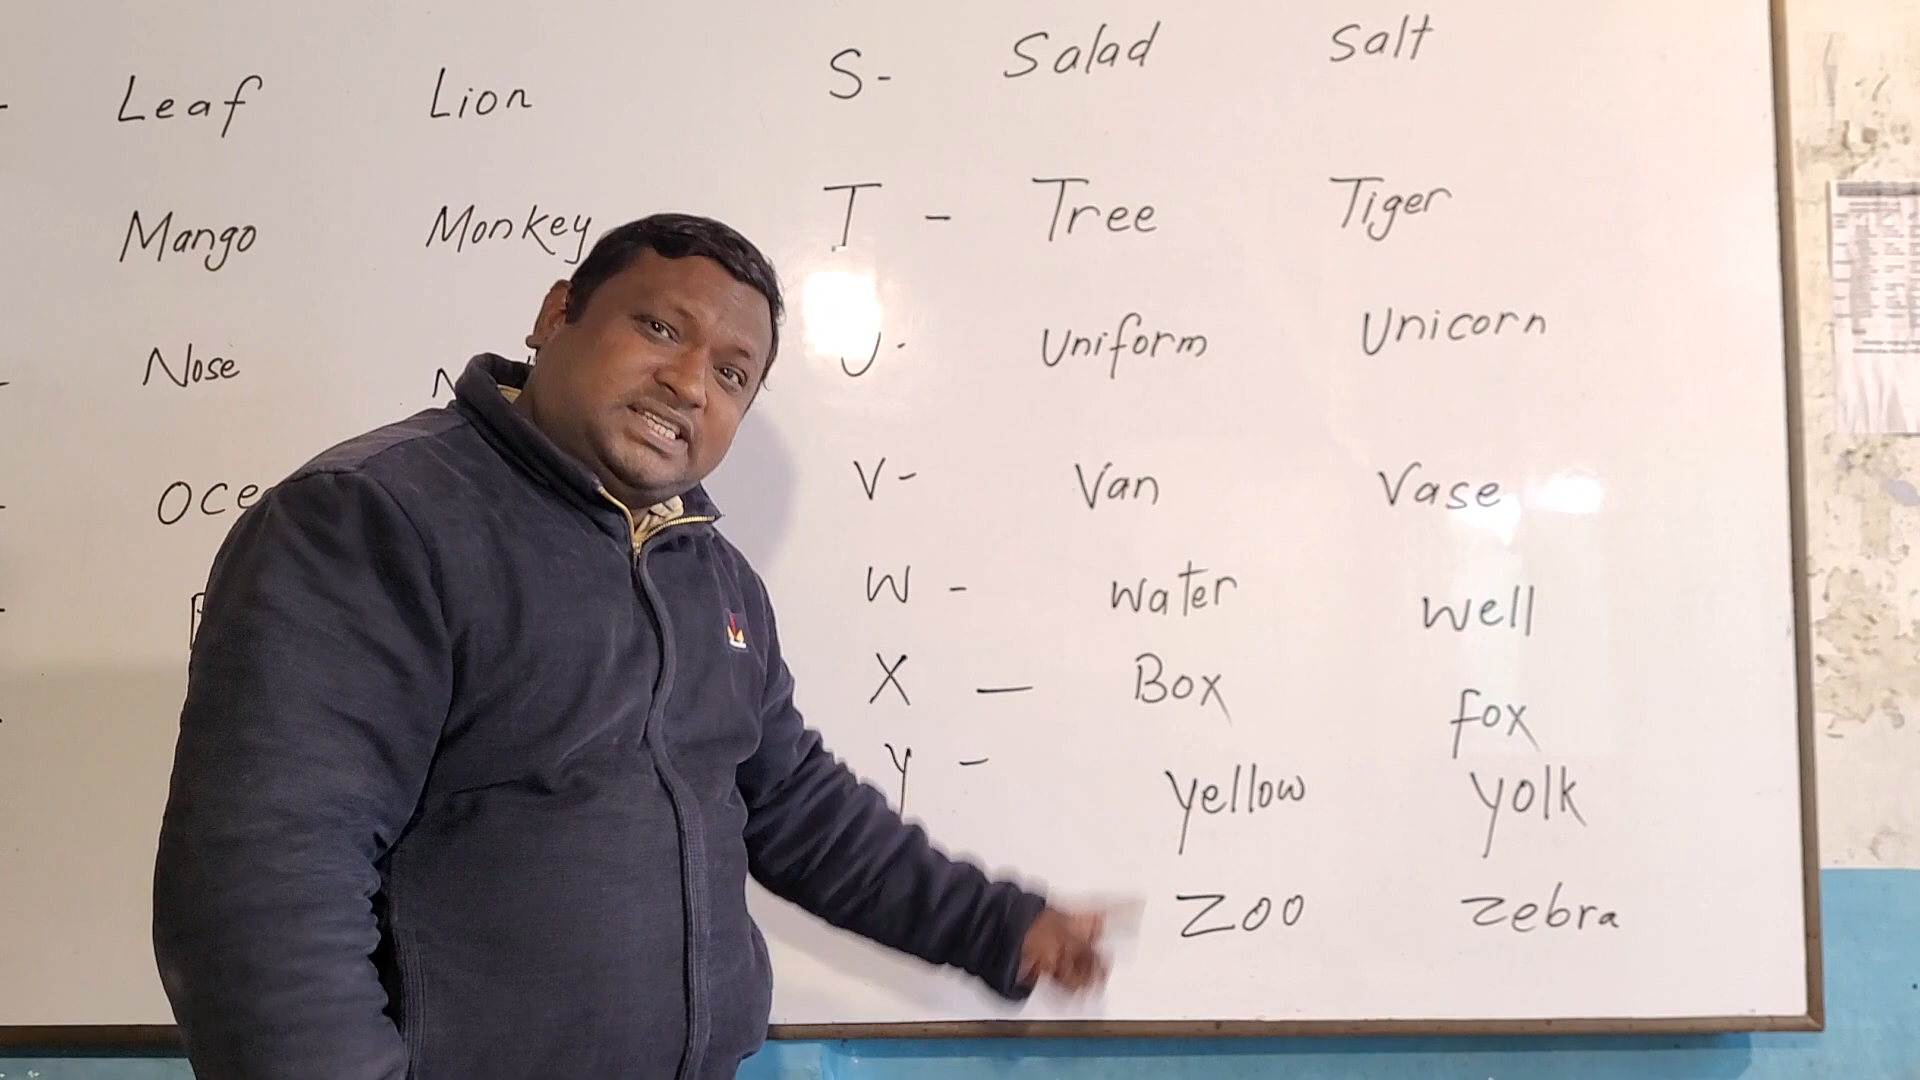 Leaf Lion
Mango Monkey
Nose
S- Salad Salt
T - Tree Tiger
U- Uniform Unicorn
V- Van Vase
W - Water Well
X - Box fox
Y - Yellow Yolk
Zoo Zebra